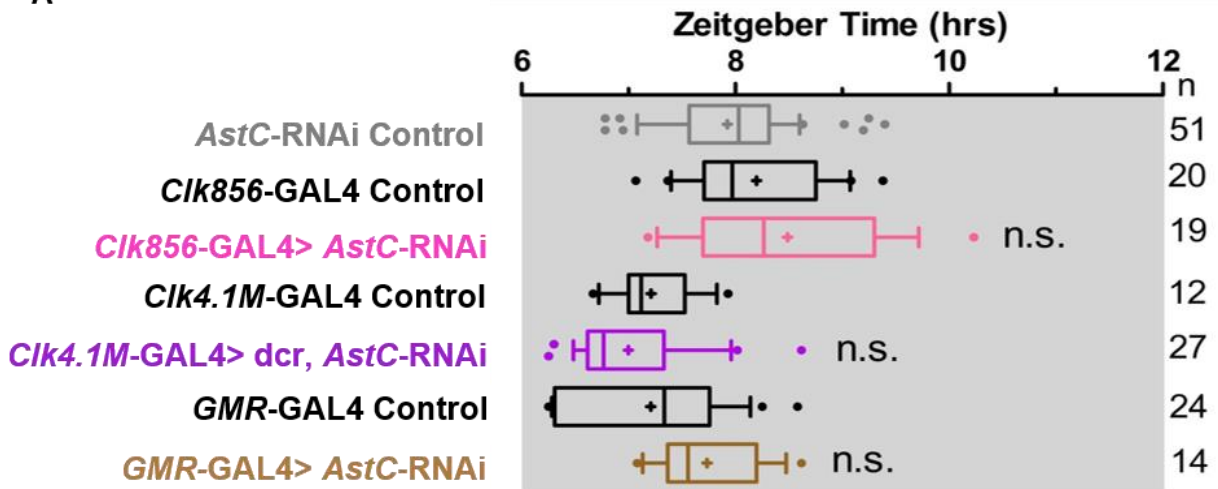 A
Zeitgeber Time (hrs)
6 8 10 12
n
AstC-RNAi Control 51
Clk856-GAL4 Control 20
Clk856-GAL4> AstC-RNAi n.s. 19
Clk4.1M-GAL4 Control 12
Clk4.1M-GAL4> dcr, AstC-RNAi n.s. 27
GMR-GAL4 Control 24
GMR-GAL4> AstC-RNAi n.s. 14